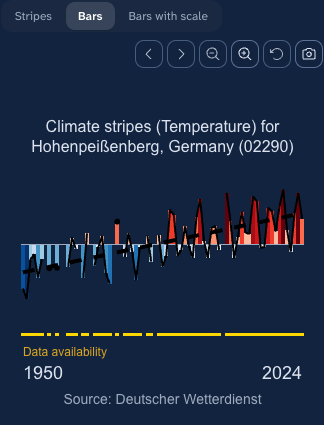 Stripes Bars Bars with scale
Climate stripes (Temperature) for
Hohenpeißenberg, Germany (02290)
Data availability
1950 2024
Source: Deutscher Wetterdienst